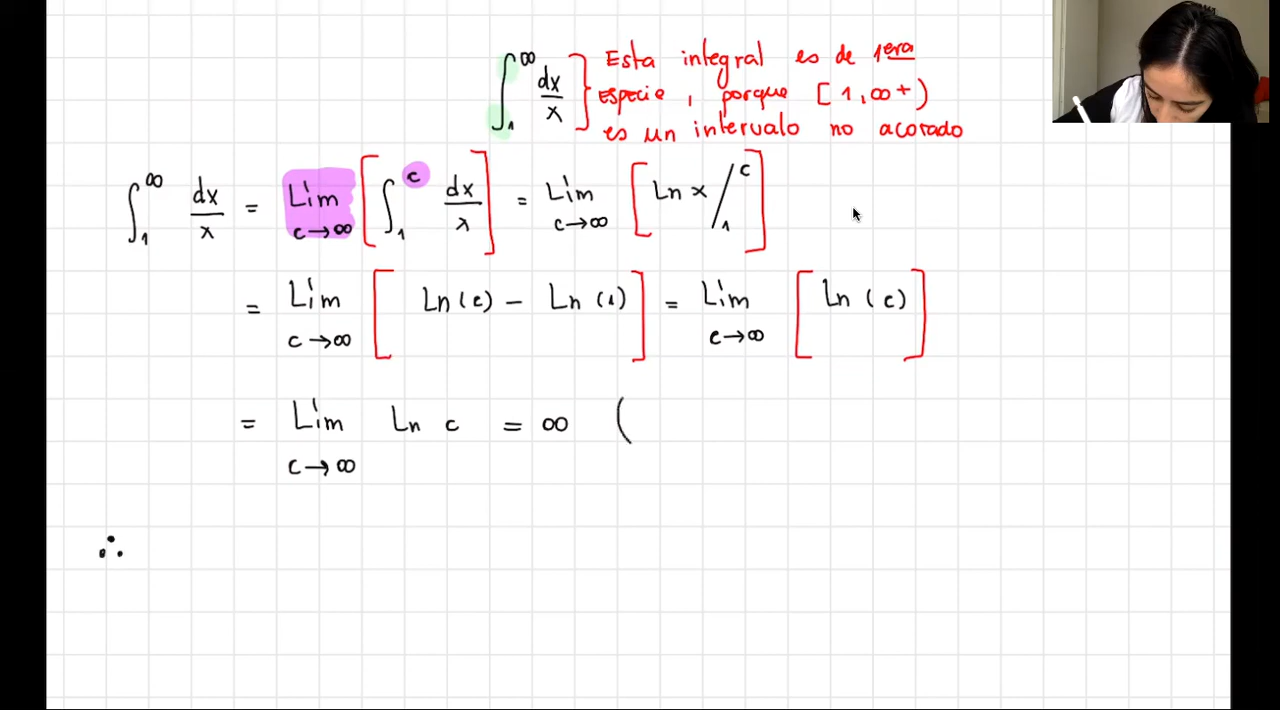 ∫₁^∞ dx/x } Esta integral es de 1era
especie, porque [1,∞+)
es un intervalo no acorado
∫₁^∞ dx/x = Lim c→∞ [∫₁^c dx/x] = Lim c→∞ [Ln x /₁^c]
= Lim c→∞ [Ln(c) - Ln(1)] = Lim c→∞ [Ln(c)]
= Lim c→∞ Ln c = ∞ (
∴